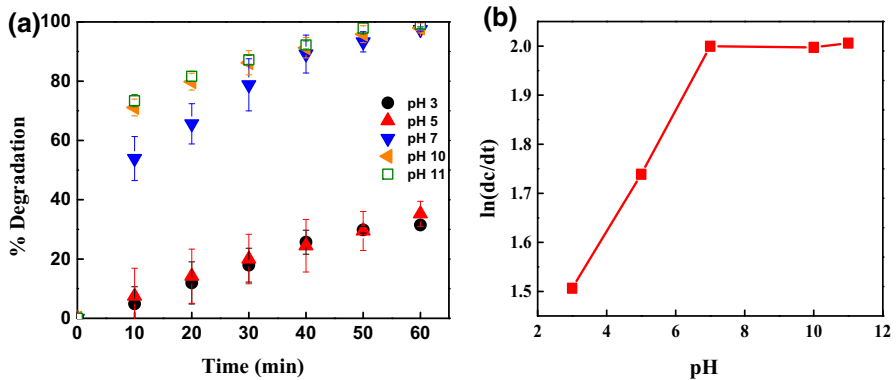 (a)
% Degradation
100
80
60
40
20
0
0
10
20
30
40
50
60
Time (min)
pH 3
pH 5
pH 7
pH 10
pH 11
(b)
ln(dc/dt)
2.0
1.9
1.8
1.7
1.6
1.5
2
4
6
8
10
12
pH